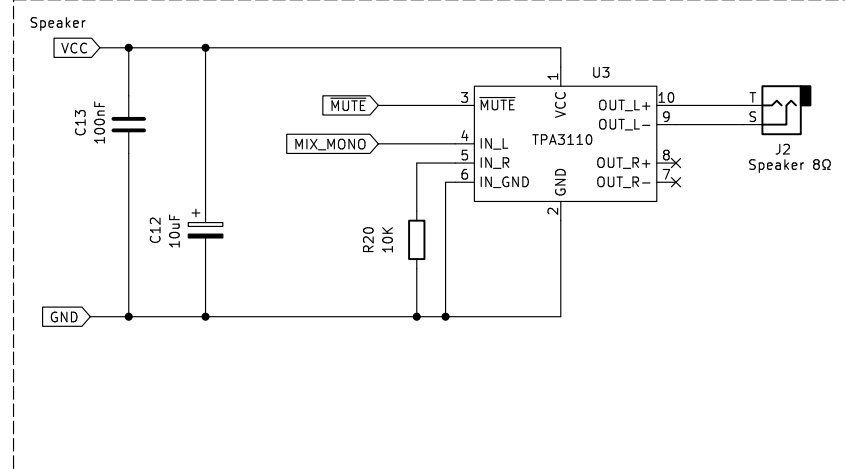 Speaker
VCC
C13
100nF
C12
10uF
+
GND
MUTE
MIX_MONO
R20
10K
U3
TPA3110
1
VCC
2
GND
3
MUTE
4
IN_L
5
IN_R
6
IN_GND
OUT_L+
10
OUT_L-
9
OUT_R+
8
OUT_R-
7
T
S
J2
Speaker 8Ω